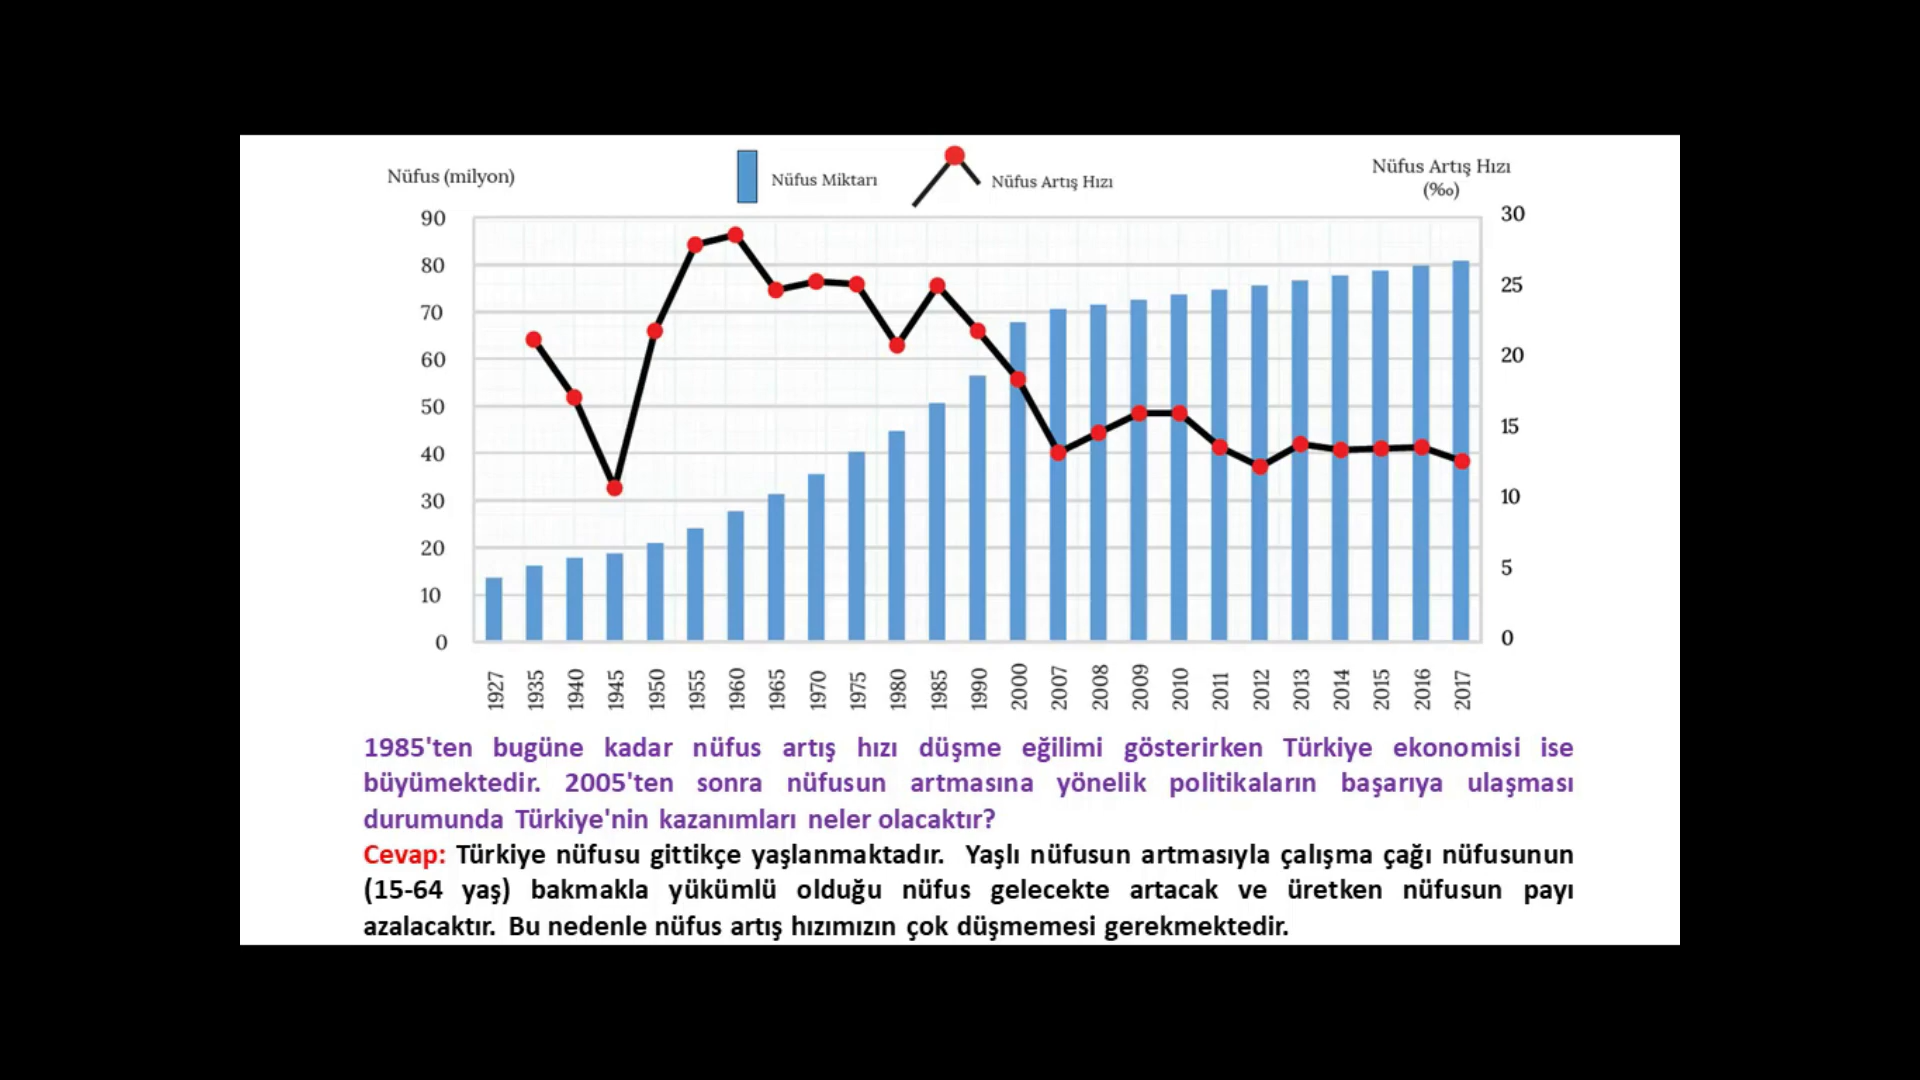 Nüfus (milyon)
Nüfus Miktarı
Nüfus Artış Hızı
Nüfus Artış Hızı
(‰)
90
80
70
60
50
40
30
20
10
0
30
25
20
15
10
5
0
1927 1935 1940 1945 1950 1955 1960 1965 1970 1975 1980 1985 1990 2000 2007 2008 2009 2010 2011 2012 2013 2014 2015 2016 2017
1985'ten bugüne kadar nüfus artış hızı düşme eğilimi gösterirken Türkiye ekonomisi ise
büyümektedir. 2005'ten sonra nüfusun artmasına yönelik politikaların başarıya ulaşması
durumunda Türkiye'nin kazanımları neler olacaktır?
Cevap: Türkiye nüfusu gittikçe yaşlanmaktadır. Yaşlı nüfusun artmasıyla çalışma çağı nüfusunun
(15-64 yaş) bakmakla yükümlü olduğu nüfus gelecekte artacak ve üretken nüfusun payı
azalacaktır. Bu nedenle nüfus artış hızımızın çok düşmemesi gerekmektedir.